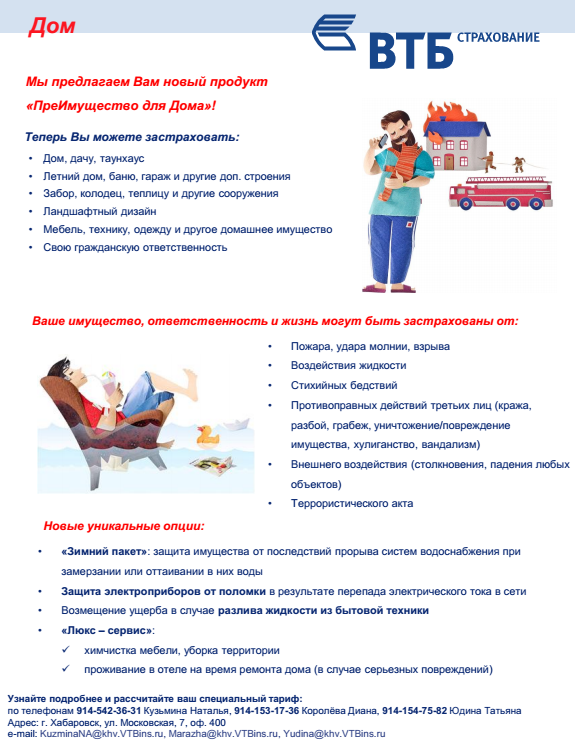 Дом
ВТБ СТРАХОВАНИЕ
Мы предлагаем Вам новый продукт
«ПреИмущество для Дома»!
Теперь Вы можете застраховать:
• Дом, дачу, таунхаус
• Летний дом, баню, гараж и другие доп. строения
• Забор, колодец, теплицу и другие сооружения
• Ландшафтный дизайн
• Мебель, технику, одежду и другое домашнее имущество
• Свою гражданскую ответственность
Ваше имущество, ответственность и жизнь могут быть застрахованы от:
• Пожара, удара молнии, взрыва
• Воздействия жидкости
• Стихийных бедствий
• Противоправных действий третьих лиц (кража,
разбой, грабеж, уничтожение/повреждение
имущества, хулиганство, вандализм)
• Внешнего воздействия (столкновения, падения любых
объектов)
• Террористического акта
Новые уникальные опции:
• «Зимний пакет»: защита имущества от последствий прорыва систем водоснабжения при
замерзании или оттаивании в них воды
• Защита электроприборов от поломки в результате перепада электрического тока в сети
• Возмещение ущерба в случае разлива жидкости из бытовой техники
• «Люкс – сервис»:
✓ химчистка мебели, уборка территории
✓ проживание в отеле на время ремонта дома (в случае серьезных повреждений)
Узнайте подробнее и рассчитайте ваш специальный тариф:
по телефонам 914-542-36-31 Кузьмина Наталья, 914-153-17-36 Королёва Диана, 914-154-75-82 Юдина Татьяна
Адрес: г. Хабаровск, ул. Московская, 7, оф. 400
e-mail: KuzminaNA@khv.VTBins.ru, Marazha@khv.VTBins.ru, Yudina@khv.VTBins.ru